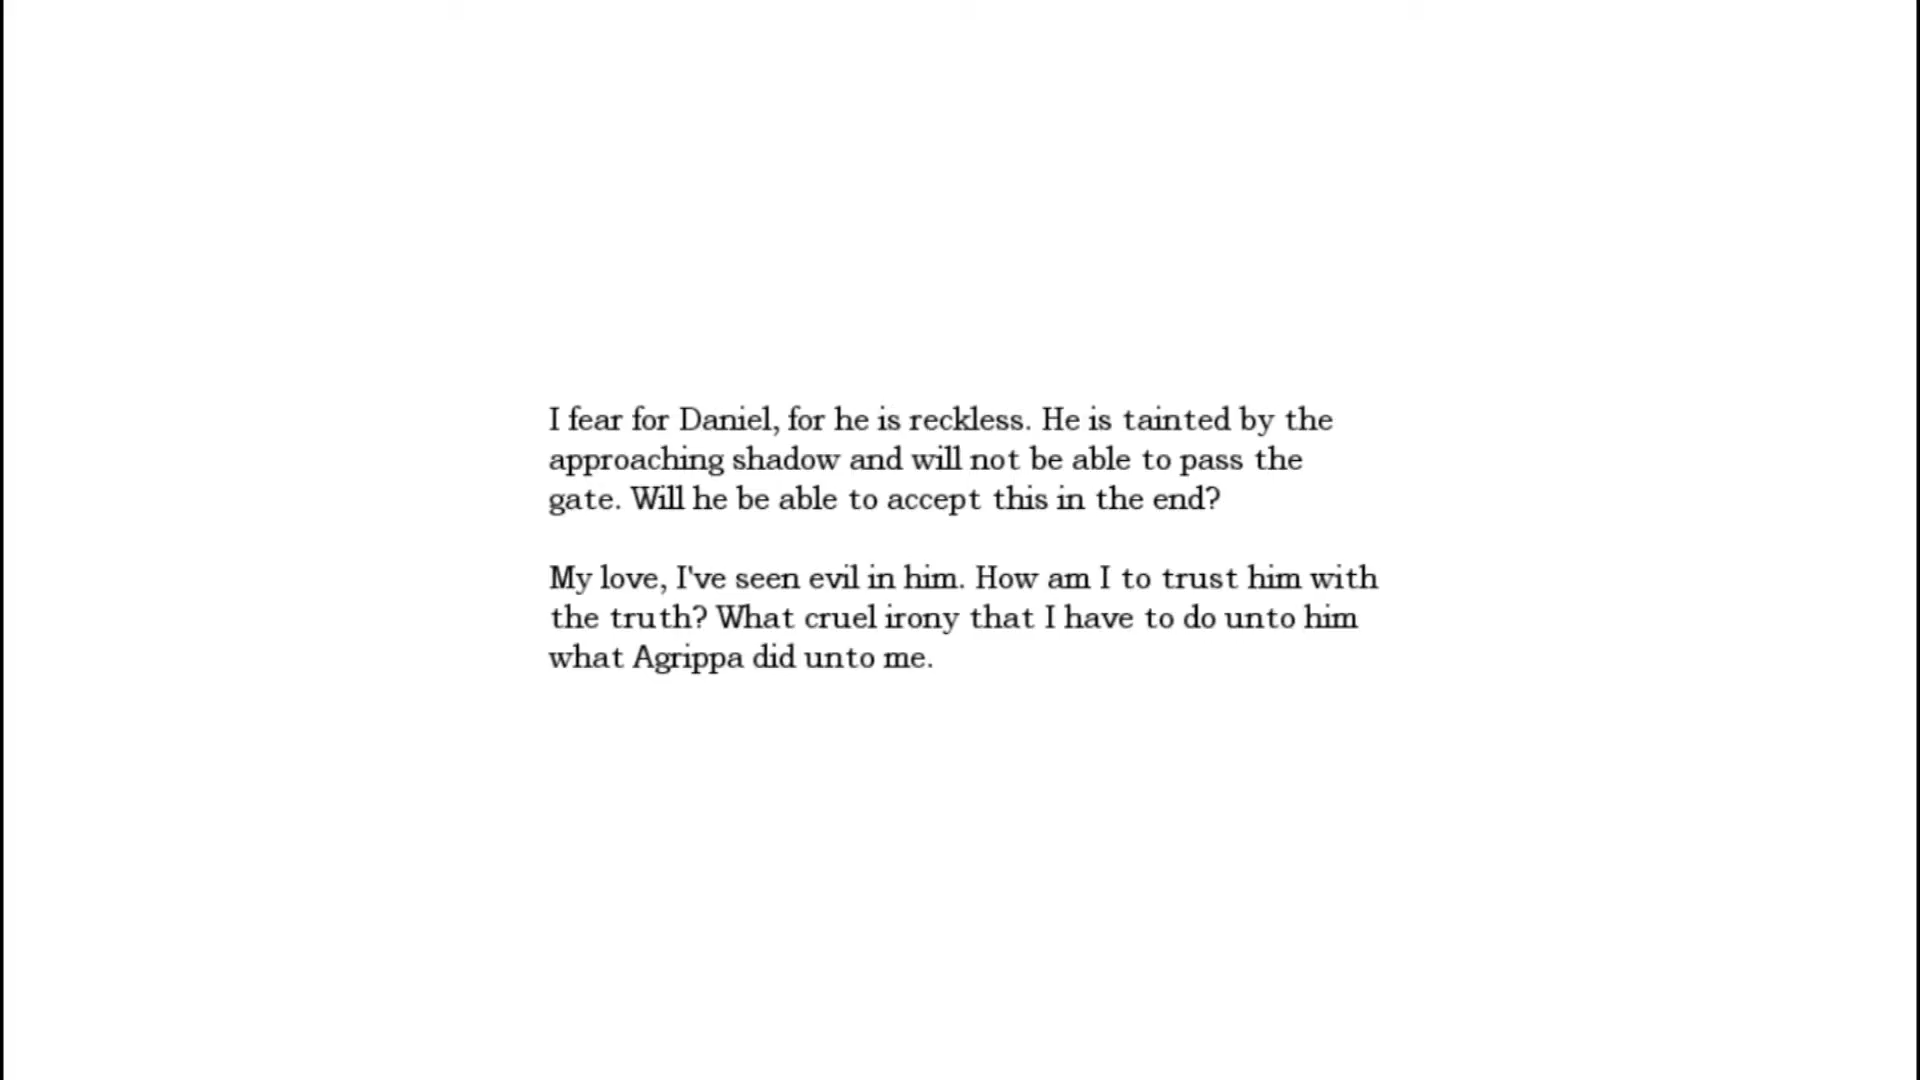 I fear for Daniel, for he is reckless. He is tainted by the
approaching shadow and will not be able to pass the
gate. Will he be able to accept this in the end?
My love, I've seen evil in him. How am I to trust him with
the truth? What cruel irony that I have to do unto him
what Agrippa did unto me.